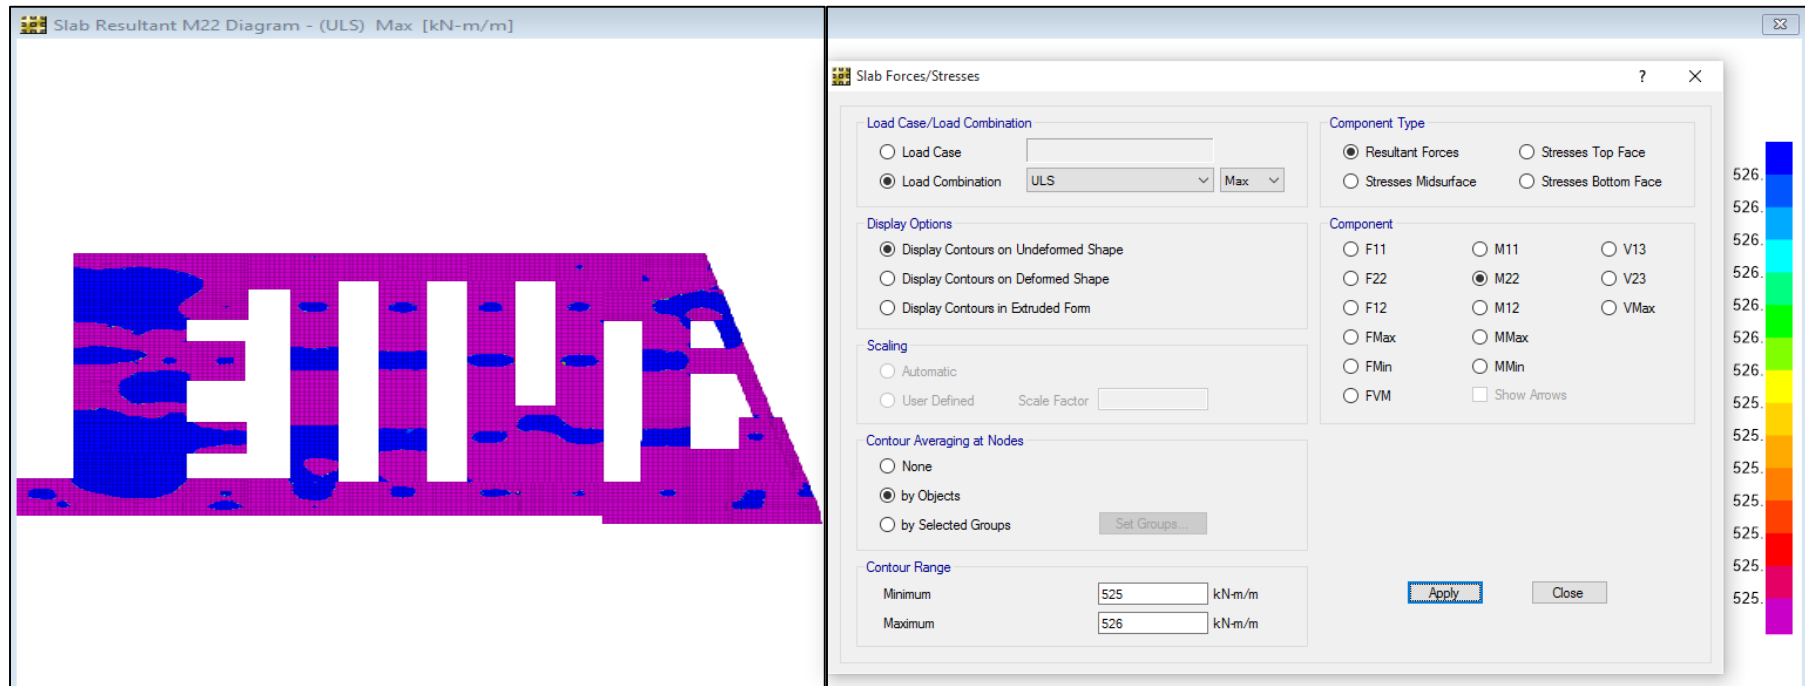 Slab Resultant M22 Diagram - (ULS) Max [kN-m/m]
Slab Forces/Stresses
Load Case/Load Combination
Load Case
Load Combination ULS Max
Component Type
Resultant Forces Stresses Top Face
Stresses Midsurface Stresses Bottom Face
Display Options
Display Contours on Undeformed Shape
Display Contours on Deformed Shape
Display Contours in Extruded Form
Component
F11 M11 V13
F22 M22 V23
F12 M12 VMax
FMax MMax
FMin MMin
FVM Show Arrows
Scaling
Automatic
User Defined Scale Factor
Contour Averaging at Nodes
None
by Objects
by Selected Groups Set Groups...
Contour Range
Minimum 525 kN-m/m
Maximum 526 kN-m/m
Apply Close
526.
526.
526.
526.
526.
526.
526.
525.
525.
525.
525.
525.
525.
525.